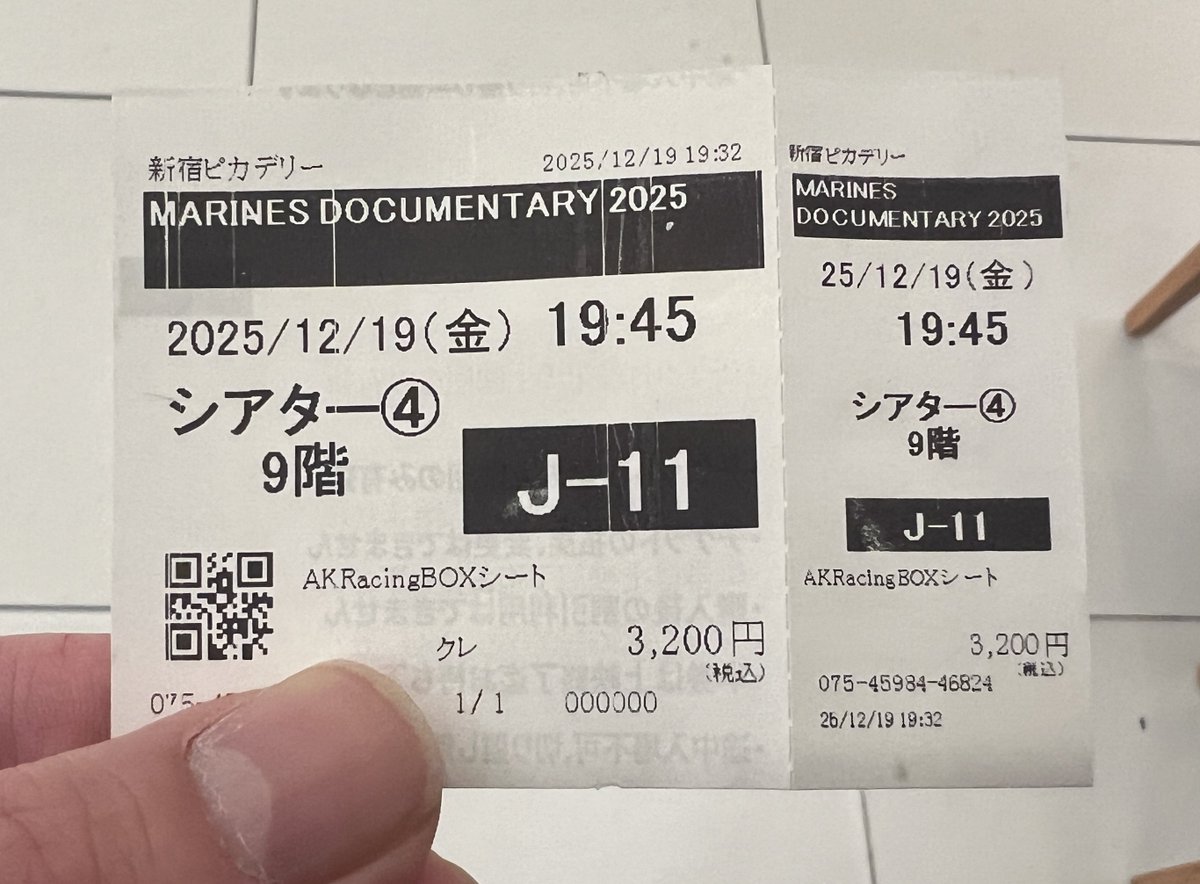 新宿ピカデリー 2025/12/19 19:32
MARINES DOCUMENTARY 2025
2025/12/19(金) 19:45
シアター④
9階
J-11
AKRacingBOXシート
クレ 3,200円
(税込)
075-
1/1 000000
新宿ピカデリー
MARINES
DOCUMENTARY 2025
25/12/19(金)
19:45
シアター④
9階
J-11
AKRacingBOXシート
3,200円
(税込)
075-45984-46824
25/12/19 19:32